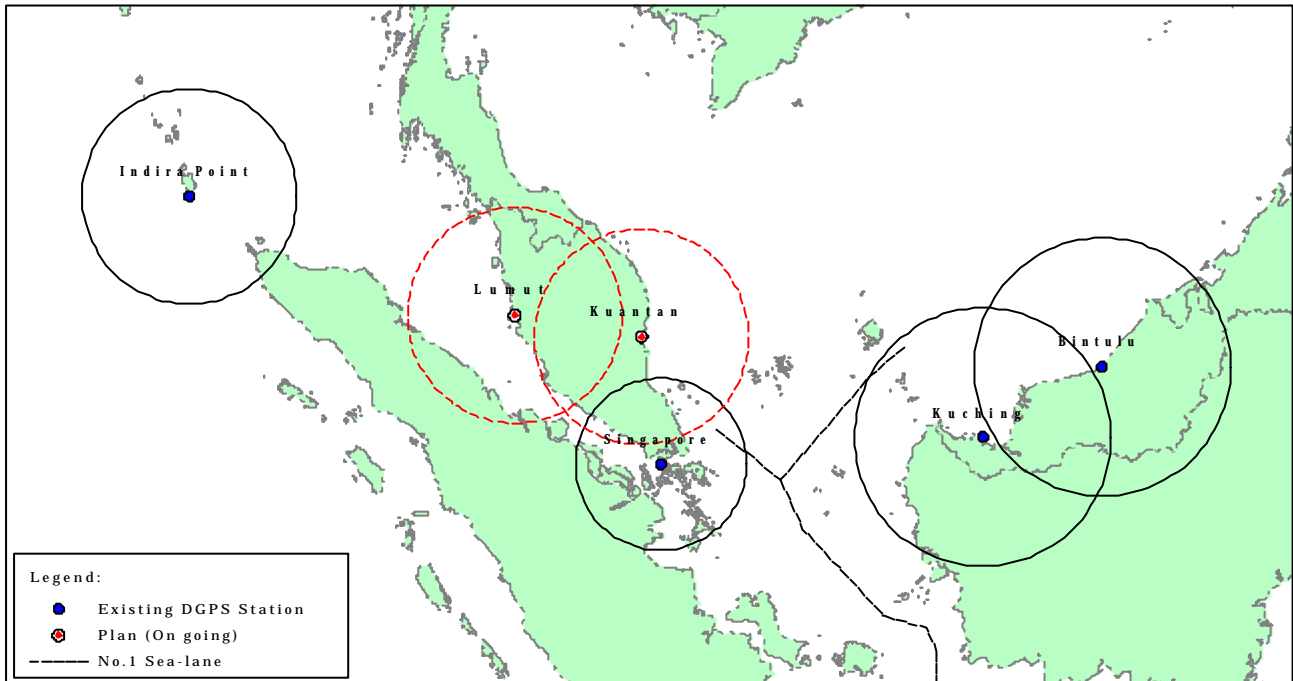 Indira Point
Lumut
Kuantan
Bintulu
Kuching
Singapore
Legend:
Existing DGPS Station
Plan (On going)
No.1 Sea-lane